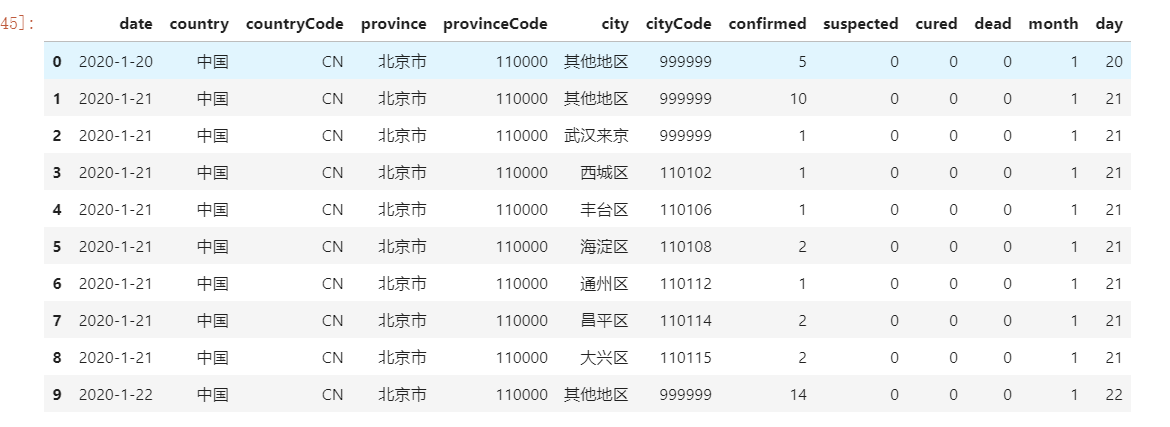 45]: date country countryCode province provinceCode city cityCode confirmed suspected cured dead month day
0 2020-1-20 中国 CN 北京市 110000 其他地区 999999 5 0 0 0 1 20
1 2020-1-21 中国 CN 北京市 110000 其他地区 999999 10 0 0 0 1 21
2 2020-1-21 中国 CN 北京市 110000 武汉来京 999999 1 0 0 0 1 21
3 2020-1-21 中国 CN 北京市 110000 西城区 110102 1 0 0 0 1 21
4 2020-1-21 中国 CN 北京市 110000 丰台区 110106 1 0 0 0 1 21
5 2020-1-21 中国 CN 北京市 110000 海淀区 110108 2 0 0 0 1 21
6 2020-1-21 中国 CN 北京市 110000 通州区 110112 1 0 0 0 1 21
7 2020-1-21 中国 CN 北京市 110000 昌平区 110114 2 0 0 0 1 21
8 2020-1-21 中国 CN 北京市 110000 大兴区 110115 2 0 0 0 1 21
9 2020-1-22 中国 CN 北京市 110000 其他地区 999999 14 0 0 0 1 22